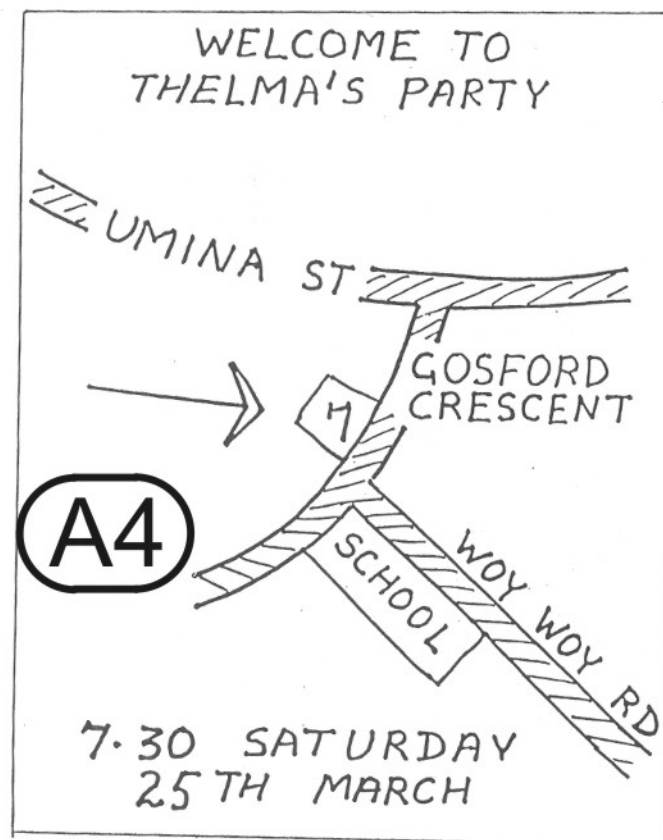 WELCOME TO
THELMA'S PARTY
UMINA ST
GOSFORD
CRESCENT
A4
SCHOOL
WOY WOY RD
7.30 SATURDAY
25TH MARCH